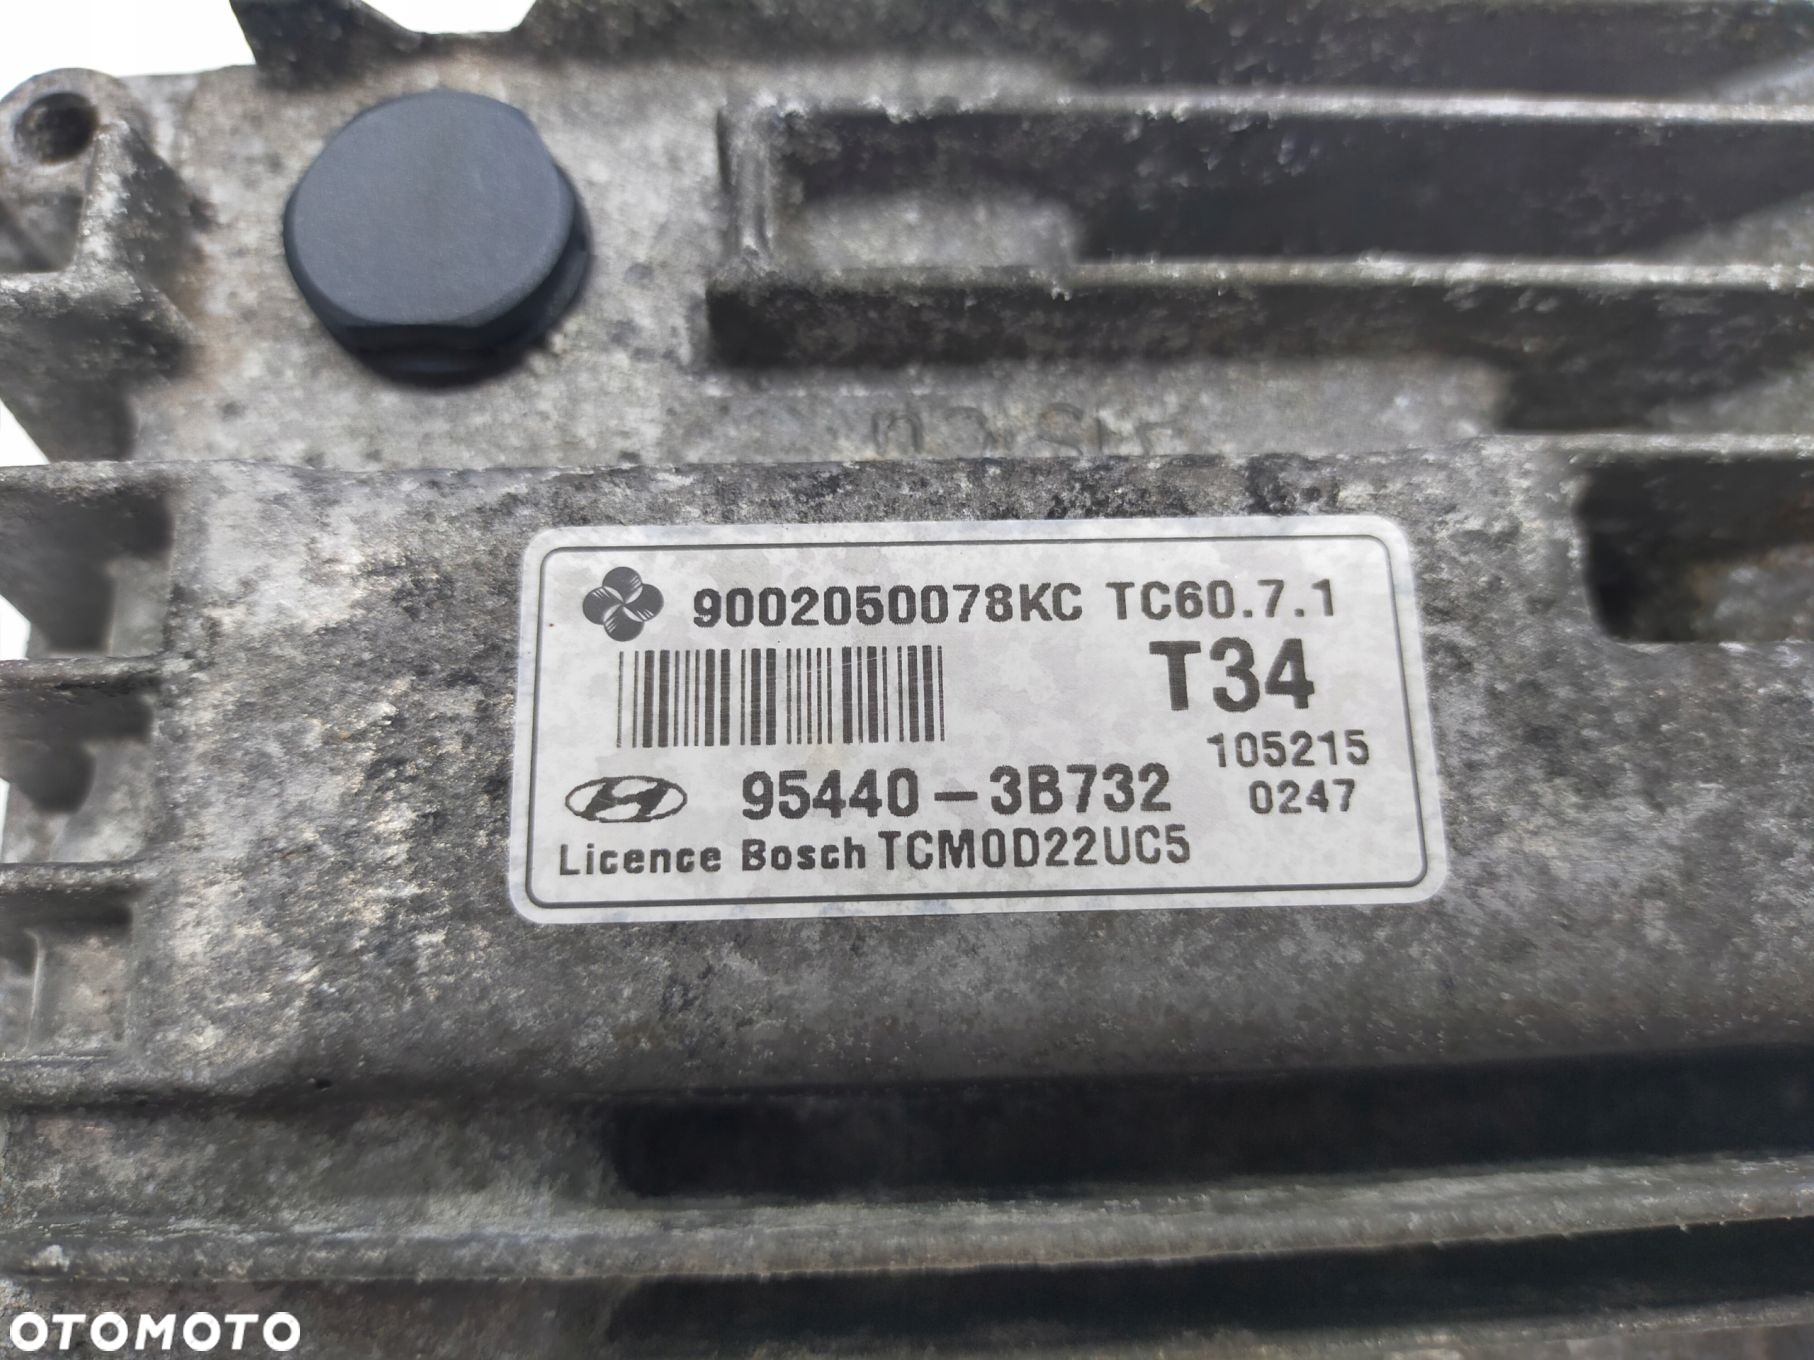 9002050078KC TC60.7.1
T34
105215
95440-3B732 0247
Licence Bosch TCM0D22UC5
OTOMOTO